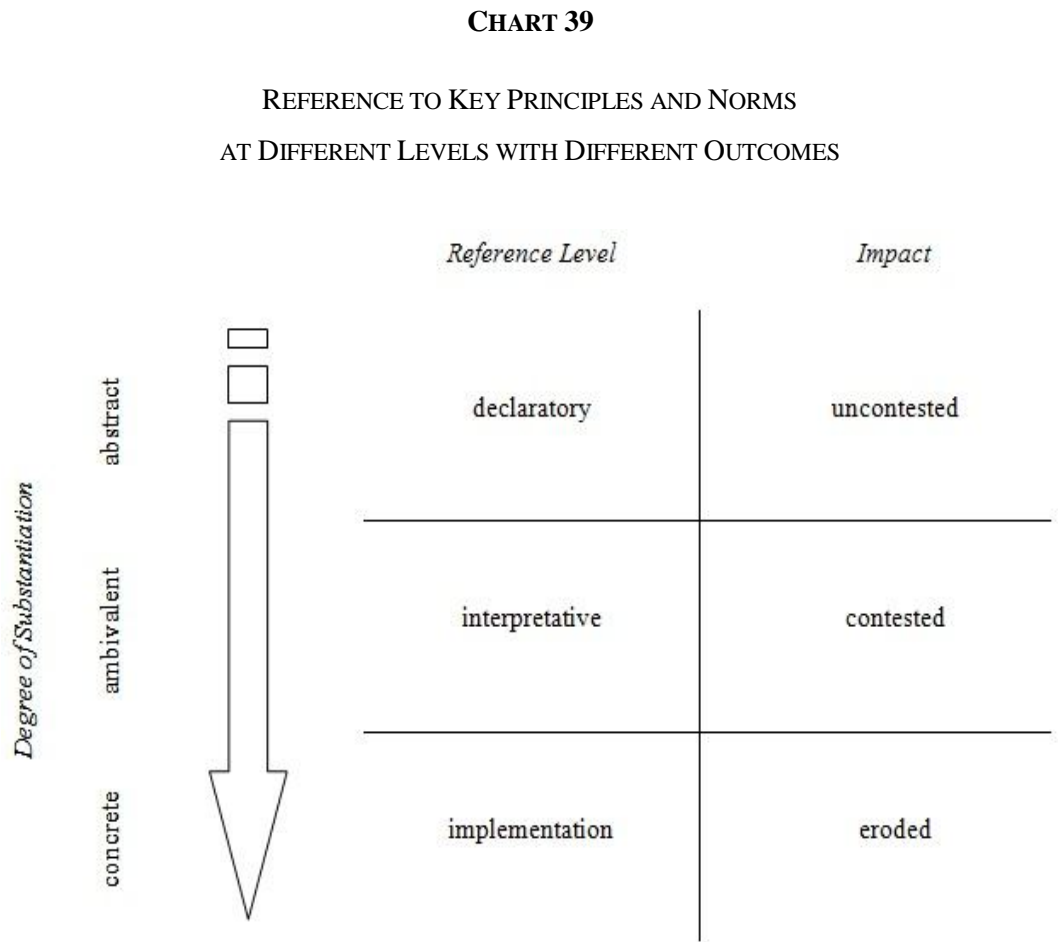 CHART 39
REFERENCE TO KEY PRINCIPLES AND NORMS
AT DIFFERENT LEVELS WITH DIFFERENT OUTCOMES
Reference Level Impact
Degree of Substantiation
abstract declaratory uncontested
ambivalent interpretative contested
concrete implementation eroded